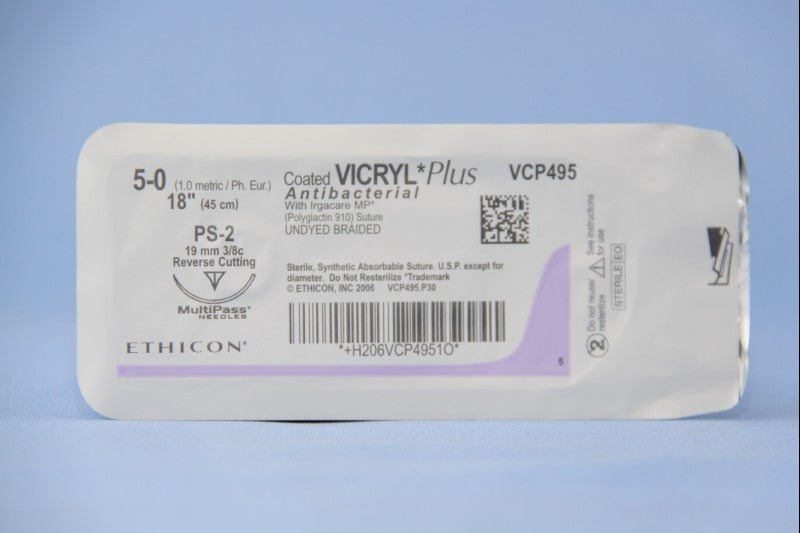 5-0 (1.0 metric / Ph. Eur.)
18" (45 cm)
PS-2
19 mm 3/8c
Reverse Cutting
MultiPass*
NEEDLES
ETHICON*
Coated VICRYL* Plus
Antibacterial
With Irgacare MP*
(Polyglactin 910) Suture
UNDYED BRAIDED
VCP495
Sterile, Synthetic Absorbable Suture. U.S.P. except for
diameter. Do Not Resterilize *Trademark
© ETHICON, INC 2006 VCP495.P30
*+H206VCP4951O*
5
Do not reuse/
resterilize
See instructions
for use
STERILE EO
2